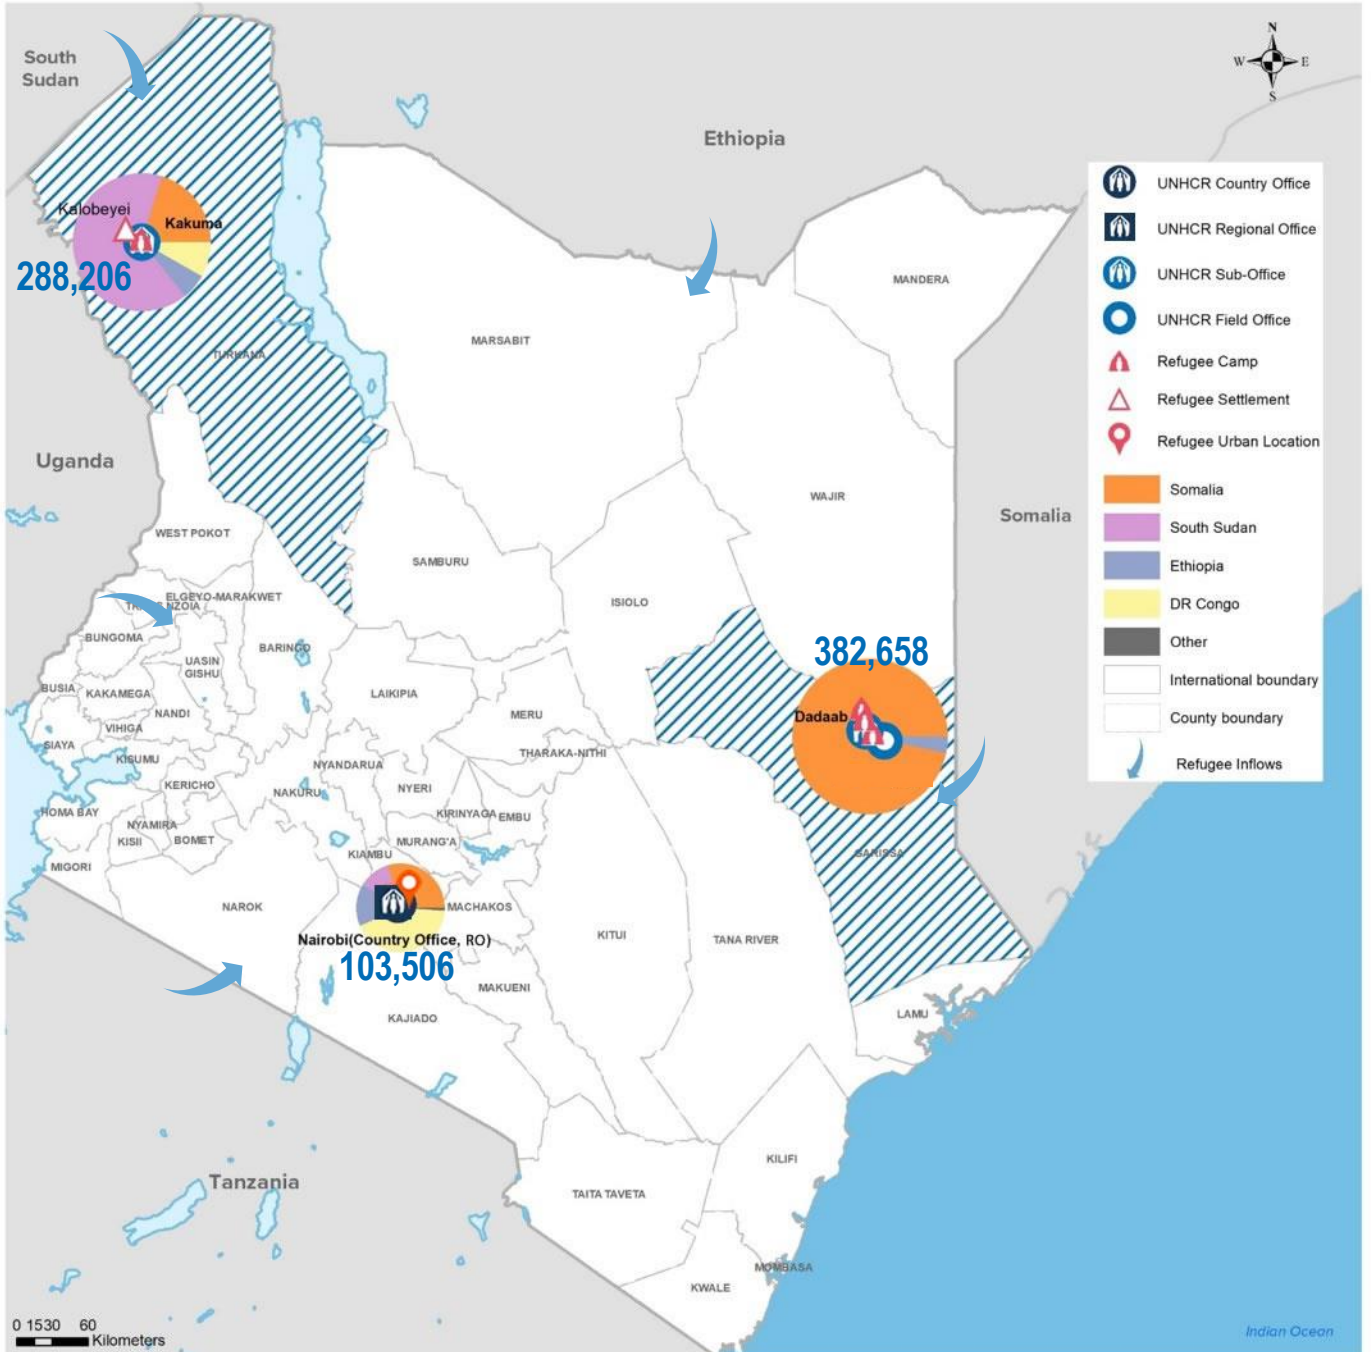 South
Sudan
Ethiopia
N
W
E
S
Kalobeyei
Kakuma
288,206
TURKANA
MARSABIT
MANDERA
UNHCR Country Office
UNHCR Regional Office
UNHCR Sub-Office
UNHCR Field Office
Refugee Camp
Refugee Settlement
Refugee Urban Location
Somalia
South Sudan
Ethiopia
DR Congo
Other
International boundary
County boundary
Refugee Inflows
Uganda
Somalia
WAJIR
WEST POKOT
SAMBURU
ISIOLO
ELGEYO-MARAKWET
NZOIA
BUNGOMA
BARINGO
UASIN
GISHU
382,658
Dadaab
BUSIA
KAKAMEGA
LAIKIPIA
NANDI
MERU
VIHIGA
SIAYA
KISUMU
THARAKA-NITHI
NYANDARUA
KERICHO
NAKURU
NYERI
HOMA BAY
KIRINYAGA
EMBU
NYAMIRA
KISII
BOMET
MURANG'A
KIAMBU
GARISSA
MIGORI
NAROK
MACHAKOS
KITUI
TANA RIVER
Nairobi(Country Office, RO)
103,506
MAKUENI
KAJIADO
LAMU
Tanzania
KILIFI
TAITA TAVETA
MOMBASA
KWALE
0 1530 60
Kilometers
Indian Ocean